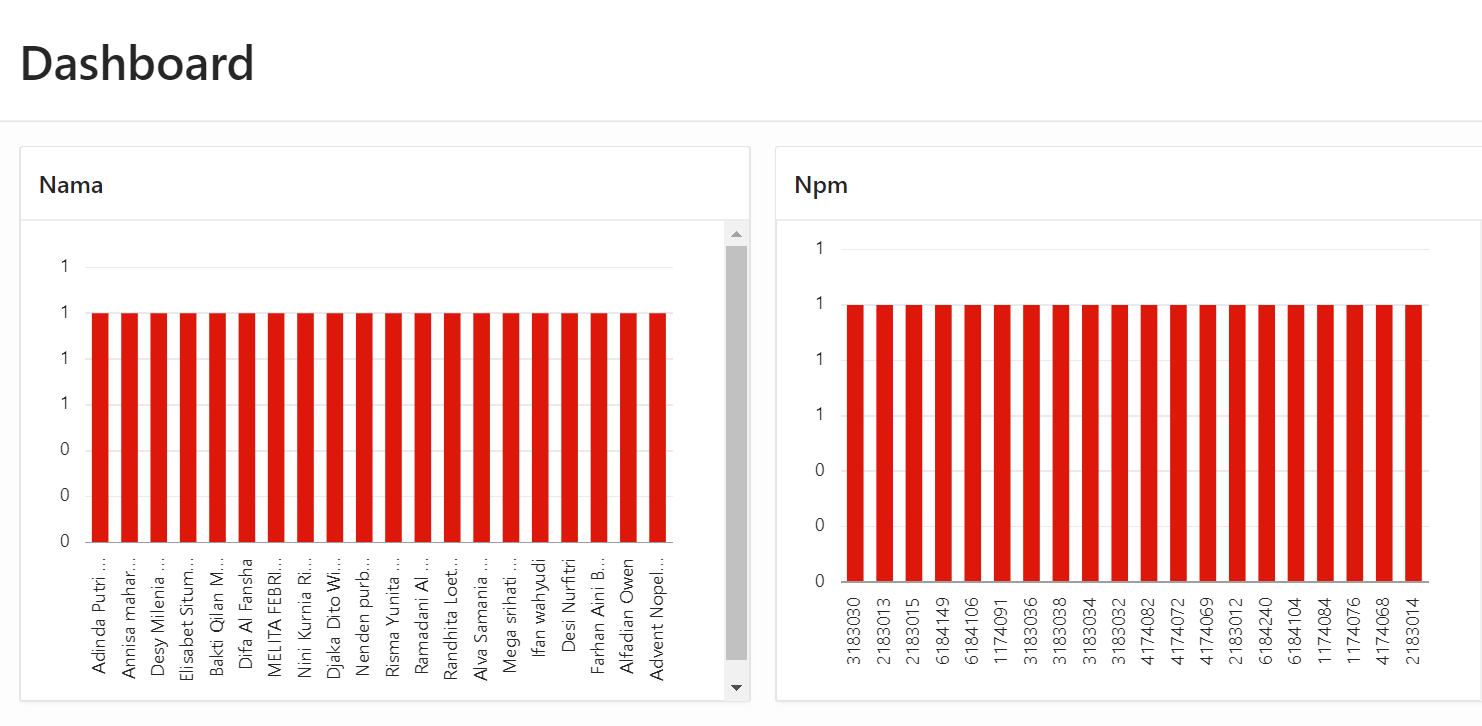 Dashboard
Nama
1
1
1
1
0
0
0
Adinda Putri ...
Annisa mahar...
Desy Milenia ...
Elisabet Situm...
Bakti Qilan M...
Difa Al Fansha
MELITA FEBRI...
Nini Kurnia Ri...
Djaka Dito Wi...
Nenden purb...
Risma Yunita ...
Ramadani Al ...
Randhita Loet...
Alva Samania ...
Mega srihati ...
Ifan wahyudi
Desi Nurfitri
Farhan Aini B...
Alfadian Owen
Advent Nopel...
Npm
1
1
1
1
0
0
0
3183030
2183013
2183015
6184149
6184106
1174091
3183036
3183038
3183034
3183032
4174082
4174072
4174069
2183012
6184240
6184104
1174084
1174076
4174068
2183014